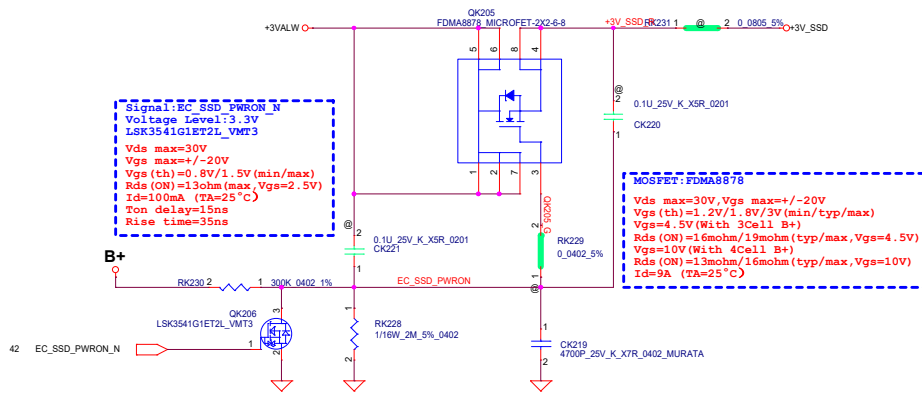 QK205
FDMA8878_MICROFET-2X2-6-8
+3VALW
+3V_SSD_R
RK231
1
@
2
0_0805_5%
+3V_SSD
5
6
8
4
Signal:EC_SSD_PWRON_N
Voltage Level:3.3V
LSK3541G1ET2L_VMT3
Vds max=30V
Vgs max=+/-20V
Vgs(th)=0.8V/1.5V(min/max)
Rds(ON)=13ohm(max,Vgs=2.5V)
Id=100mA (TA=25°C)
Ton delay=15ns
Rise time=35ns
@
2
0.1U_25V_K_X5R_0201
CK220
1
1
2
7
3
MOSFET:FDMA8878
Vds max=30V,Vgs max=+/-20V
Vgs(th)=1.2V/1.8V/3V(min/typ/max)
Vgs=4.5V(With 3Cell B+)
Rds(ON)=16mohm/19mohm(typ/max,Vgs=4.5V)
Vgs=10V(With 4Cell B+)
Rds(ON)=13mohm/16mohm(typ/max,Vgs=10V)
Id=9A (TA=25°C)
QK205_G
@
2
0.1U_25V_K_X5R_0201
CK221
1
2
RK229
0_0402_5%
1
@
B+
RK230
2
1
300K_0402_1%
EC_SSD_PWRON
QK206
LSK3541G1ET2L_VMT3
3
1
2
42
EC_SSD_PWRON_N
1
RK228
1/16W_2M_5%_0402
2
1
CK219
4700P_25V_K_X7R_0402_MURATA
2